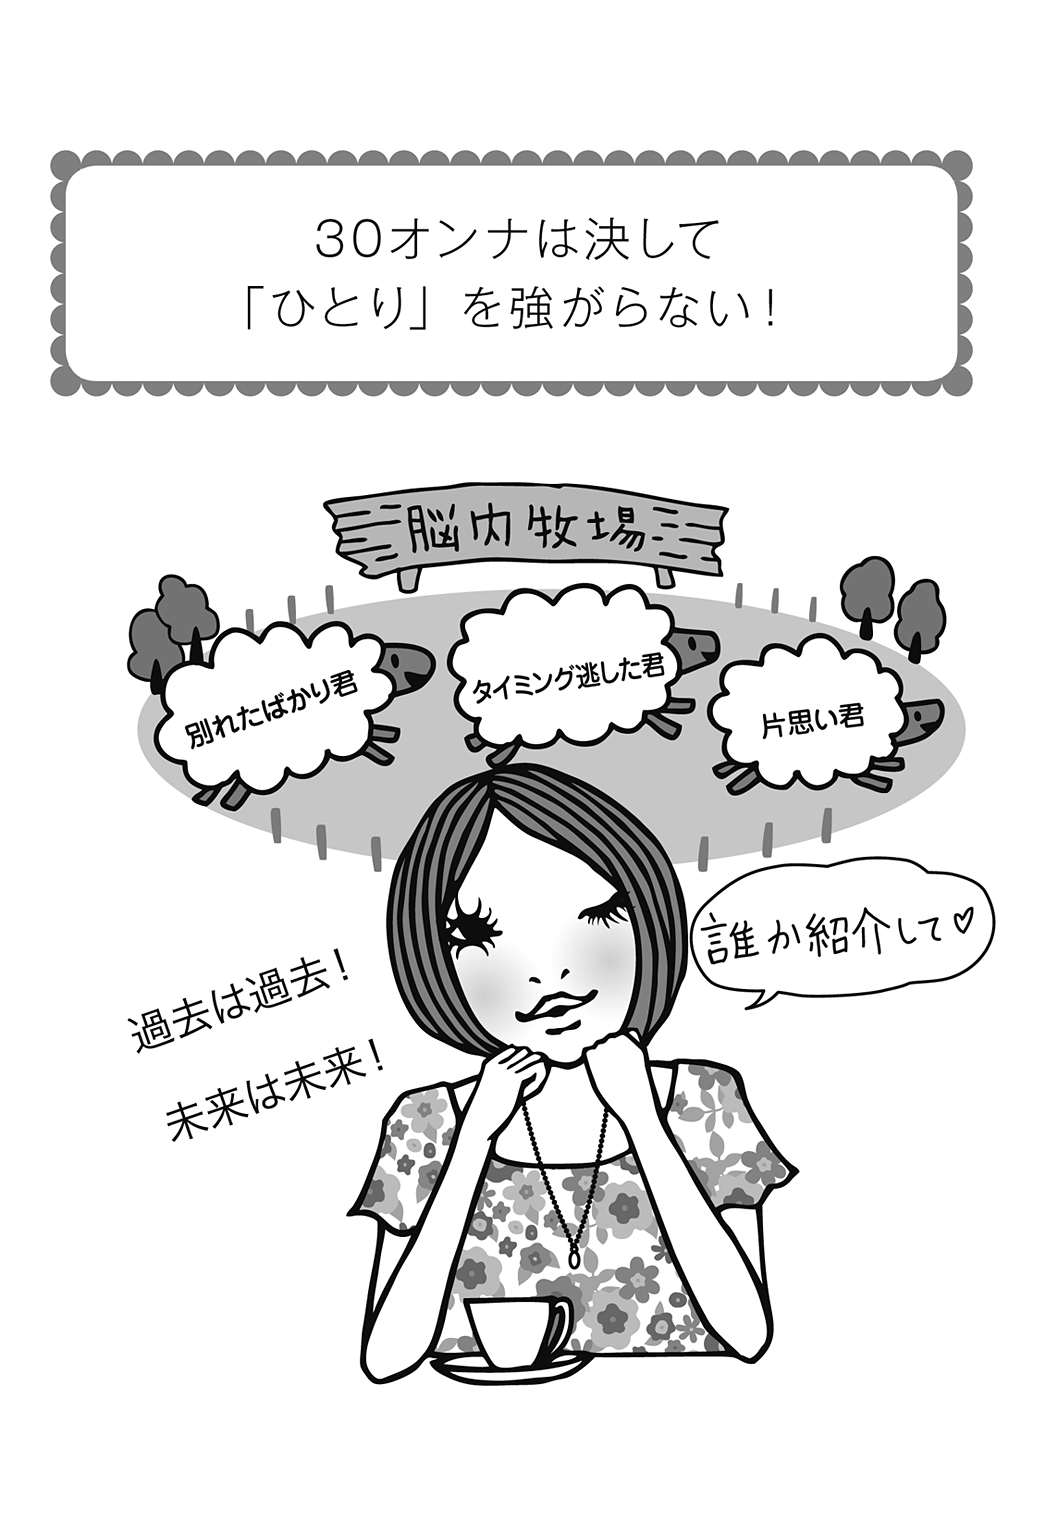 30オンナは決して
「ひとり」を強がらない!
脳内牧場
別れたばかり君
タイミング逃した君
片思い君
誰か紹介して♡
過去は過去!
未来は未来!